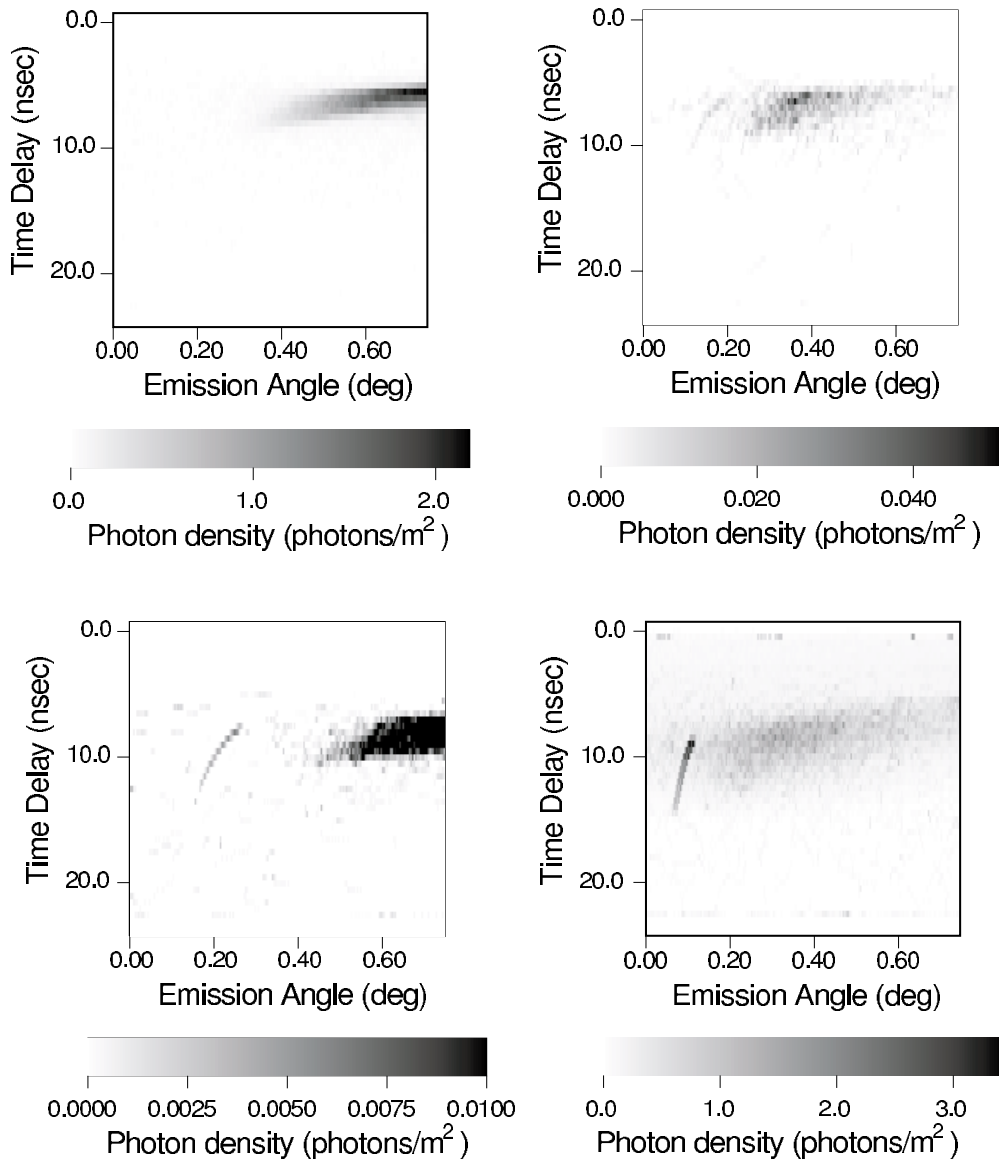 0.0
10.0
20.0
Time Delay (nsec)
0.00 0.20 0.40 0.60
Emission Angle (deg)
0.0 1.0 2.0
Photon density (photons/m²)
0.0
10.0
20.0
Time Delay (nsec)
0.00 0.20 0.40 0.60
Emission Angle (deg)
0.000 0.020 0.040
Photon density (photons/m²)
0.0
10.0
20.0
Time Delay (nsec)
0.00 0.20 0.40 0.60
Emission Angle (deg)
0.0000 0.0025 0.0050 0.0075 0.0100
Photon density (photons/m²)
0.0
10.0
20.0
Time Delay (nsec)
0.00 0.20 0.40 0.60
Emission Angle (deg)
0.0 1.0 2.0 3.0
Photon density (photons/m²)